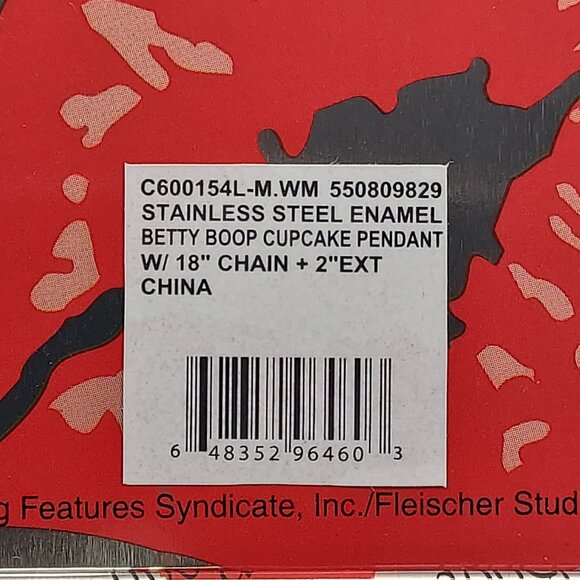 C600154L-M.WM 550809829
STAINLESS STEEL ENAMEL
BETTY BOOP CUPCAKE PENDANT
W/ 18" CHAIN + 2"EXT
CHINA
6 48352 96460 3
Features Syndicate, Inc./Fleischer